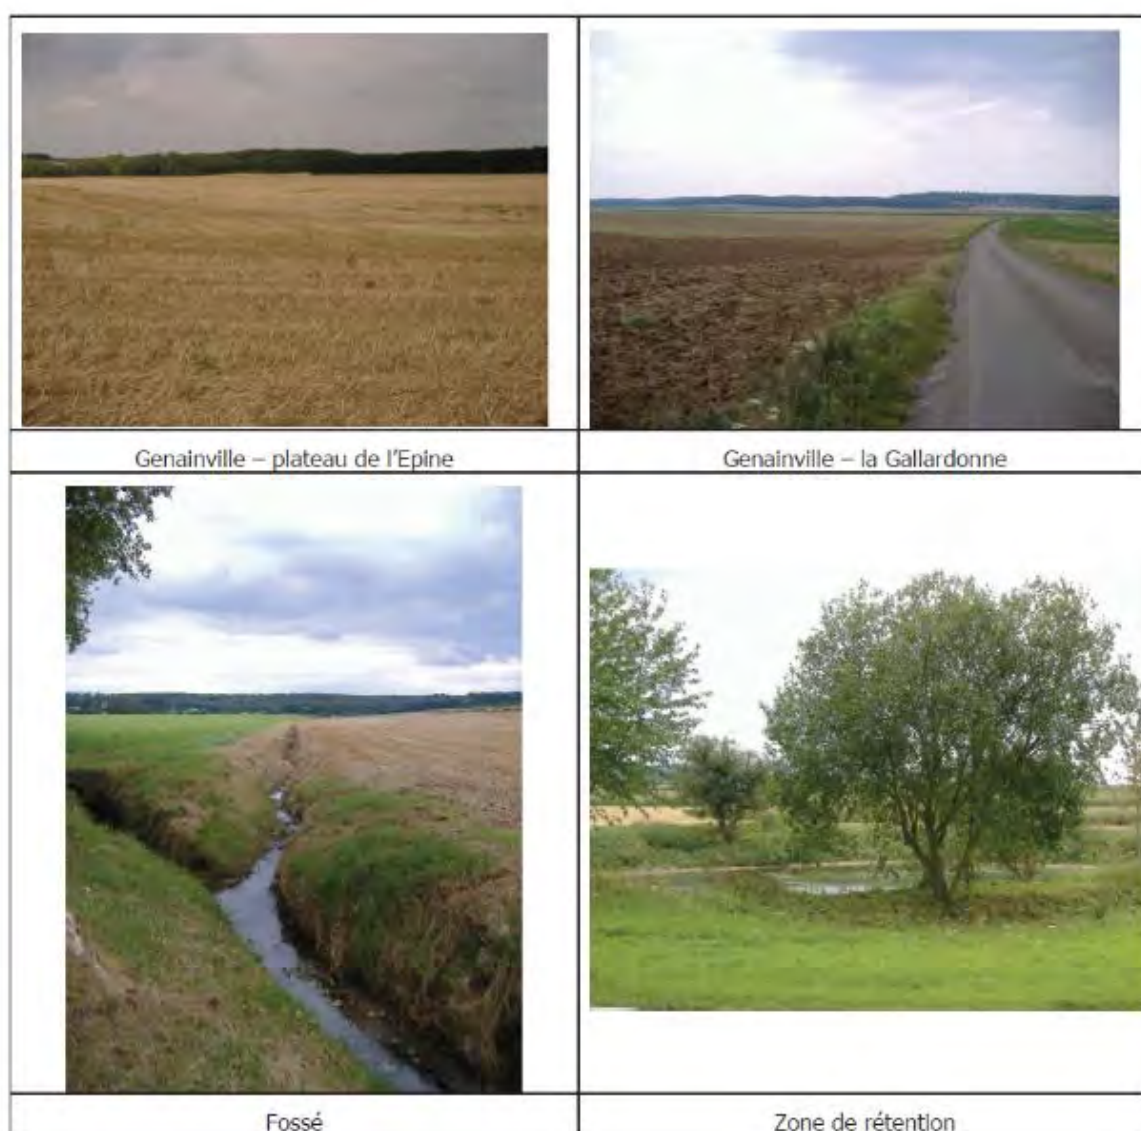 Genainville – plateau de l'Epine
Genainville – la Gallardonne
Fossé
Zone de rétention